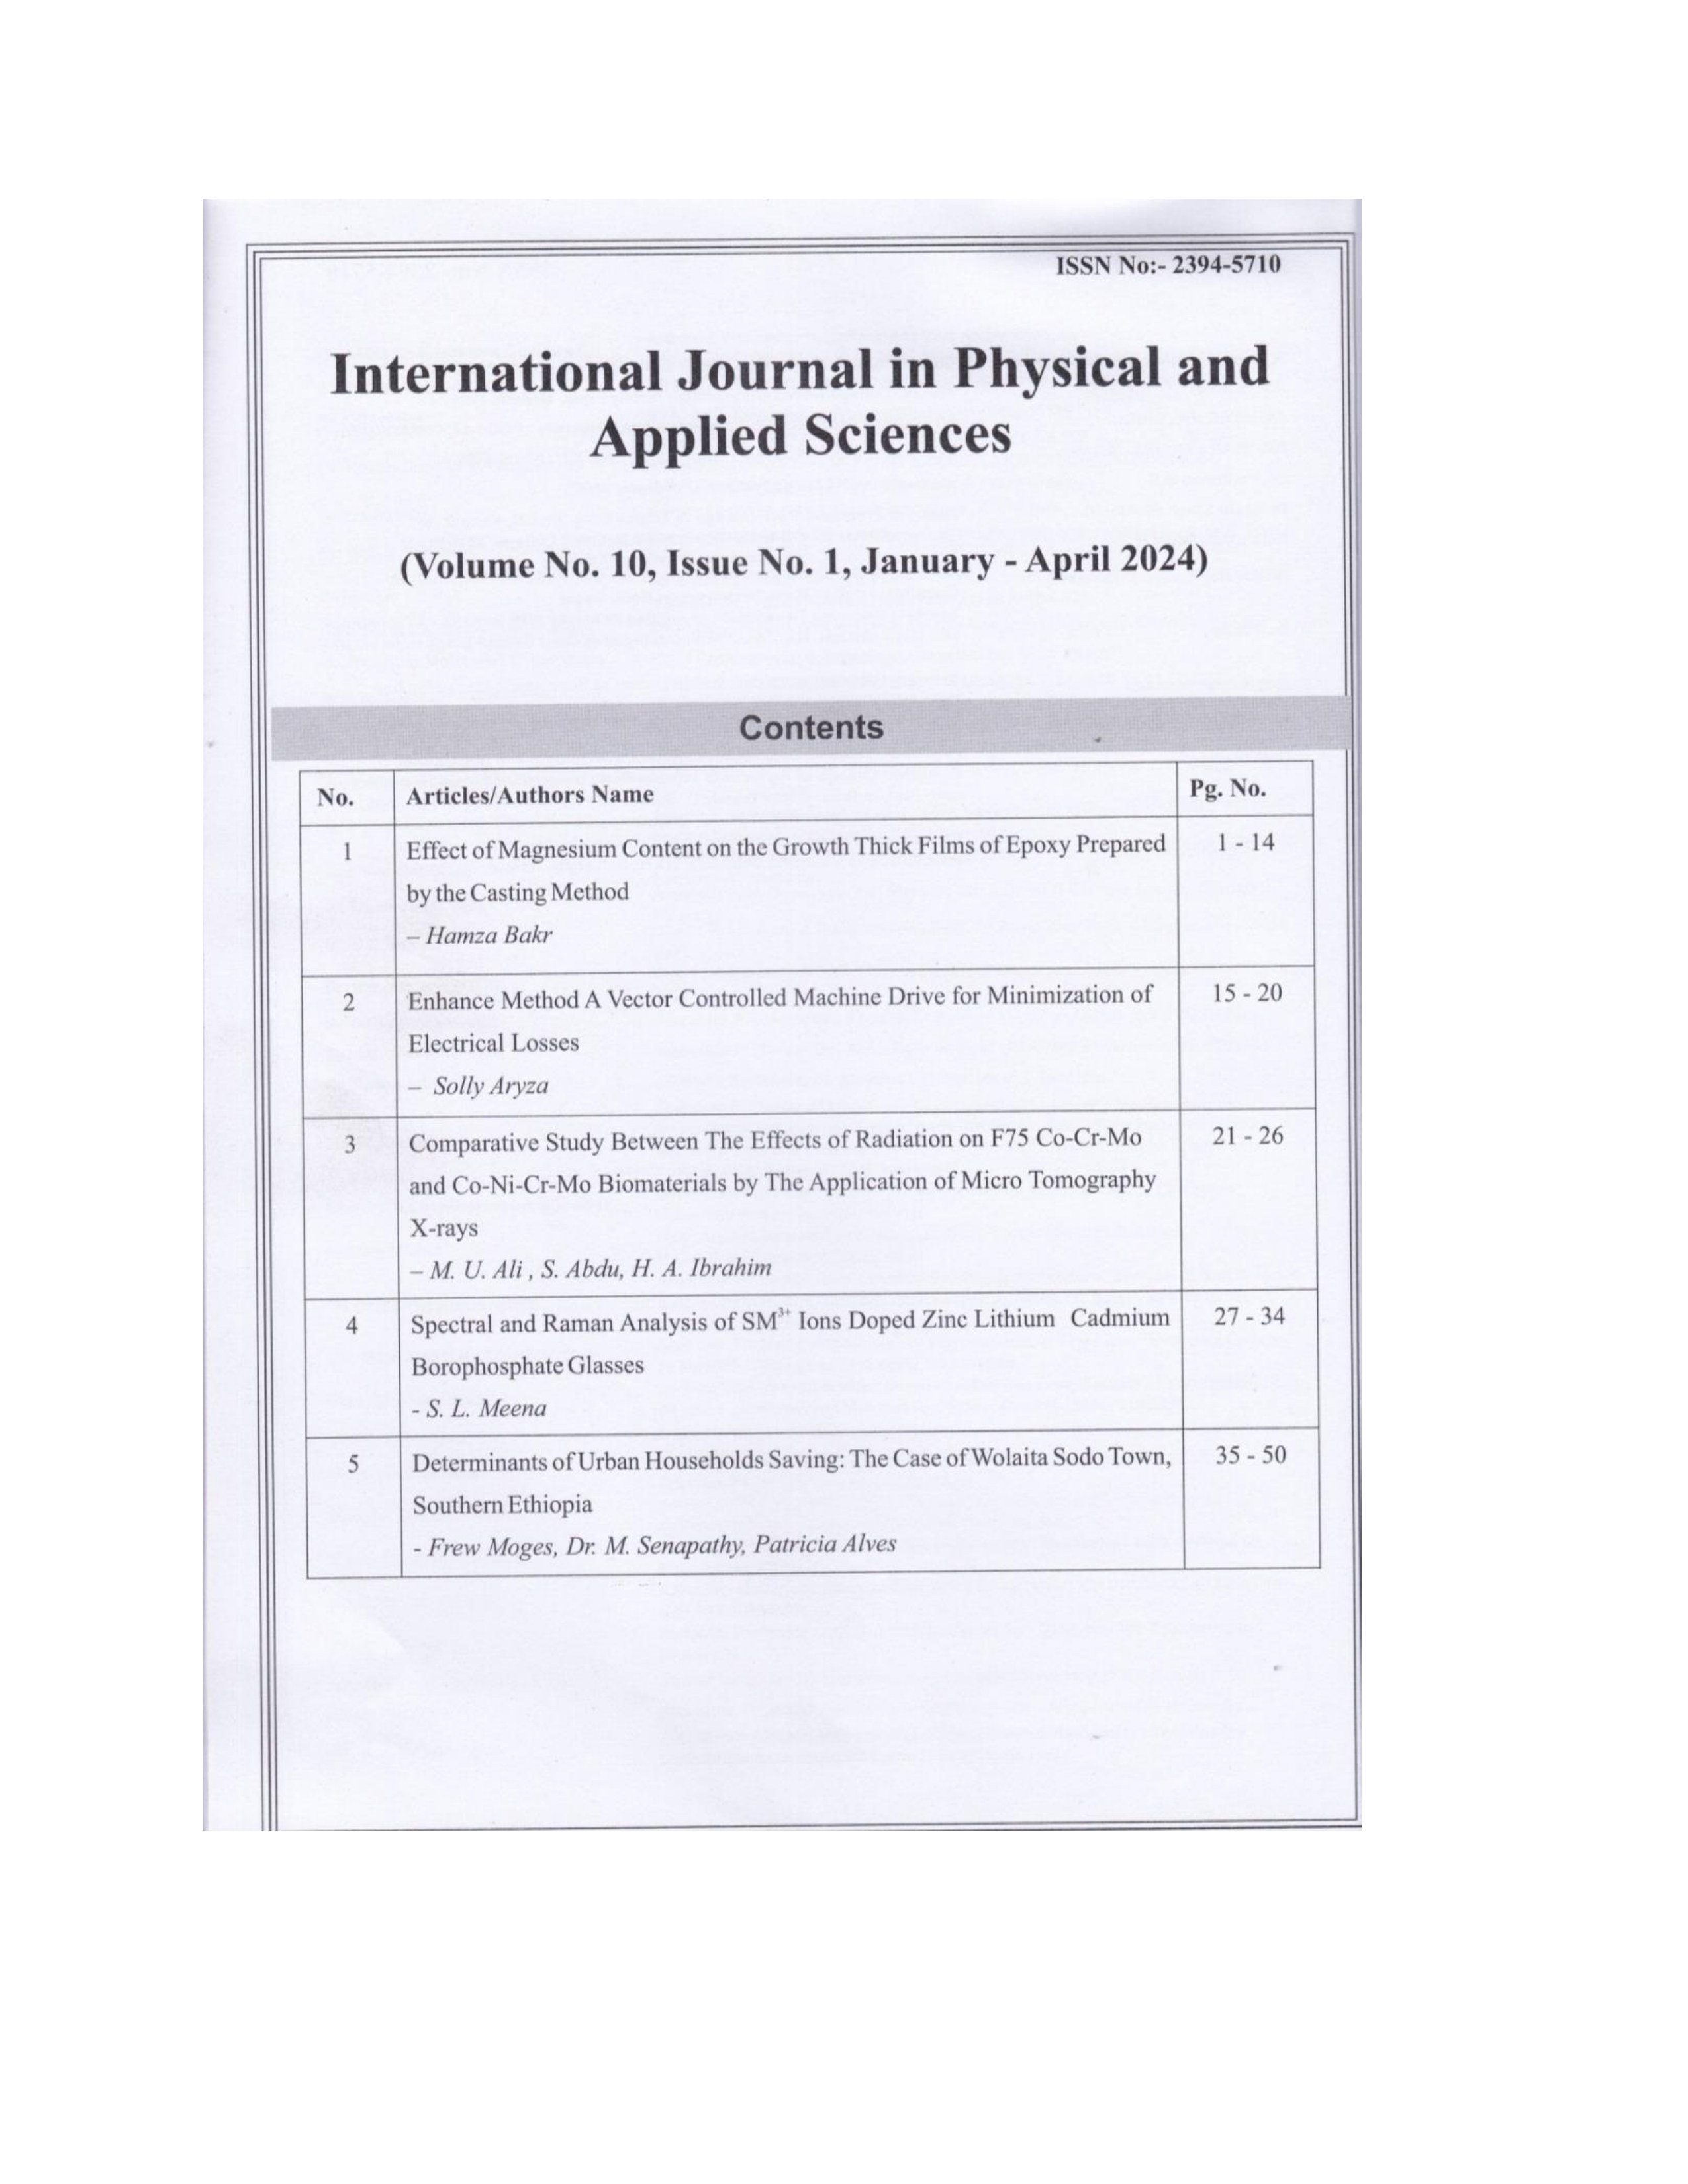 ISSN No:- 2394-5710
International Journal in Physical and
Applied Sciences
(Volume No. 10, Issue No. 1, January - April 2024)
Contents
No. Articles/Authors Name Pg. No.
1 Effect of Magnesium Content on the Growth Thick Films of Epoxy Prepared 1 - 14
by the Casting Method
– Hamza Bakr
2 Enhance Method A Vector Controlled Machine Drive for Minimization of 15 - 20
Electrical Losses
– Solly Aryza
3 Comparative Study Between The Effects of Radiation on F75 Co-Cr-Mo 21 - 26
and Co-Ni-Cr-Mo Biomaterials by The Application of Micro Tomography
X-rays
– M. U. Ali , S. Abdu, H. A. Ibrahim
4 Spectral and Raman Analysis of SM³⁺ Ions Doped Zinc Lithium Cadmium 27 - 34
Borophosphate Glasses
- S. L. Meena
5 Determinants of Urban Households Saving: The Case of Wolaita Sodo Town, 35 - 50
Southern Ethiopia
- Frew Moges, Dr. M. Senapathy, Patricia Alves